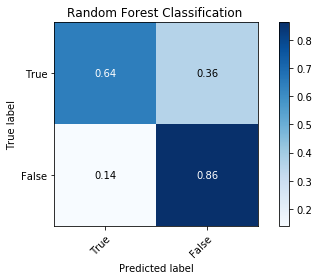 Random Forest Classification
True label
True
0.64
0.36
False
0.14
0.86
True
False
Predicted label
0.8
0.7
0.6
0.5
0.4
0.3
0.2